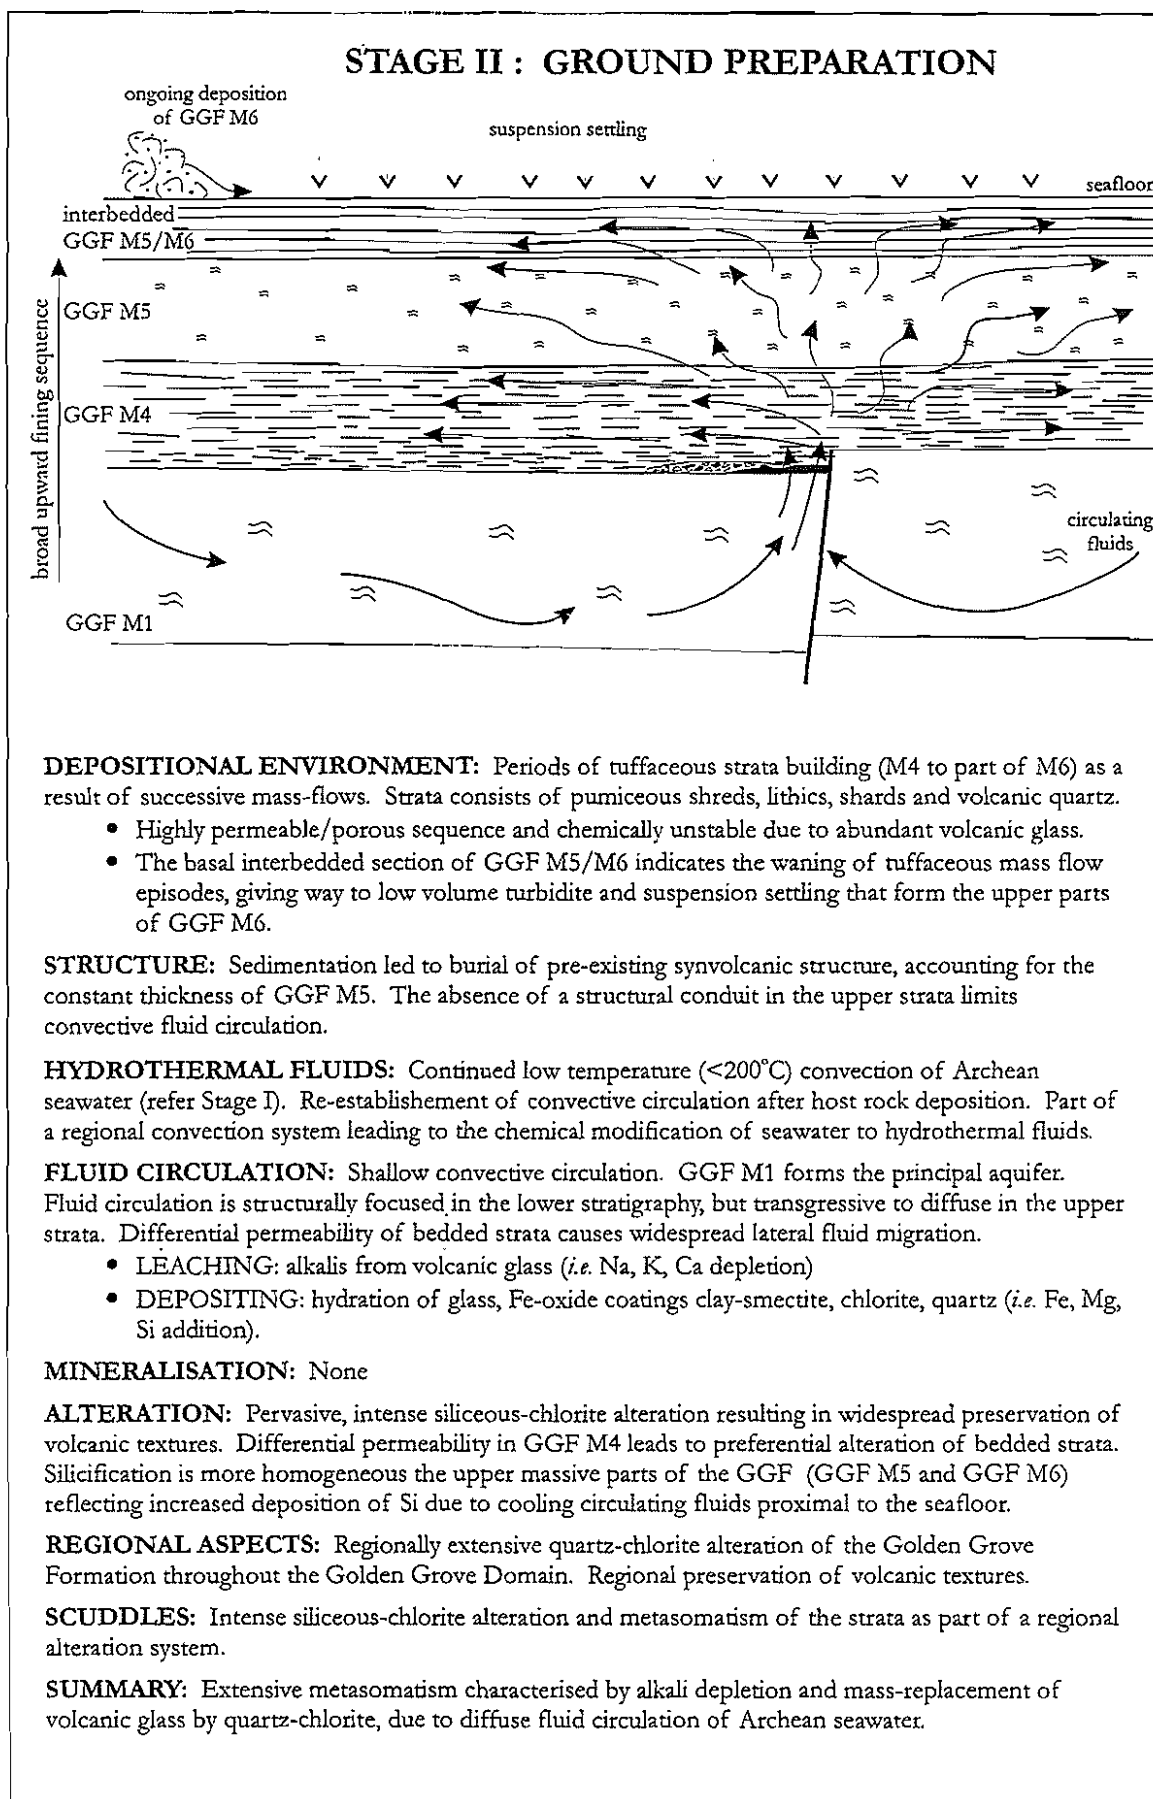 STAGE II : GROUND PREPARATION
ongoing deposition
of GGF M6
suspension settling
seafloor
interbedded
GGF M5/M6
GGF M5
GGF M4
broad upward fining sequence
circulating
fluids
GGF M1
DEPOSITIONAL ENVIRONMENT: Periods of tuffaceous strata building (M4 to part of M6) as a
result of successive mass-flows. Strata consists of pumiceous shreds, lithics, shards and volcanic quartz.
• Highly permeable/porous sequence and chemically unstable due to abundant volcanic glass.
• The basal interbedded section of GGF M5/M6 indicates the waning of tuffaceous mass flow
episodes, giving way to low volume turbidite and suspension settling that form the upper parts
of GGF M6.
STRUCTURE: Sedimentation led to burial of pre-existing synvolcanic structure, accounting for the
constant thickness of GGF M5. The absence of a structural conduit in the upper strata limits
convective fluid circulation.
HYDROTHERMAL FLUIDS: Continued low temperature (<200°C) convection of Archean
seawater (refer Stage I). Re-establishement of convective circulation after host rock deposition. Part of
a regional convection system leading to the chemical modification of seawater to hydrothermal fluids.
FLUID CIRCULATION: Shallow convective circulation. GGF M1 forms the principal aquifer.
Fluid circulation is structurally focused in the lower stratigraphy, but transgressive to diffuse in the upper
strata. Differential permeability of bedded strata causes widespread lateral fluid migration.
• LEACHING: alkalis from volcanic glass (i.e. Na, K, Ca depletion)
• DEPOSITING: hydration of glass, Fe-oxide coatings clay-smectite, chlorite, quartz (i.e. Fe, Mg,
Si addition).
MINERALISATION: None
ALTERATION: Pervasive, intense siliceous-chlorite alteration resulting in widespread preservation of
volcanic textures. Differential permeability in GGF M4 leads to preferential alteration of bedded strata.
Silicification is more homogeneous the upper massive parts of the GGF (GGF M5 and GGF M6)
reflecting increased deposition of Si due to cooling circulating fluids proximal to the seafloor.
REGIONAL ASPECTS: Regionally extensive quartz-chlorite alteration of the Golden Grove
Formation throughout the Golden Grove Domain. Regional preservation of volcanic textures.
SCUDDLES: Intense siliceous-chlorite alteration and metasomatism of the strata as part of a regional
alteration system.
SUMMARY: Extensive metasomatism characterised by alkali depletion and mass-replacement of
volcanic glass by quartz-chlorite, due to diffuse fluid circulation of Archean seawater.